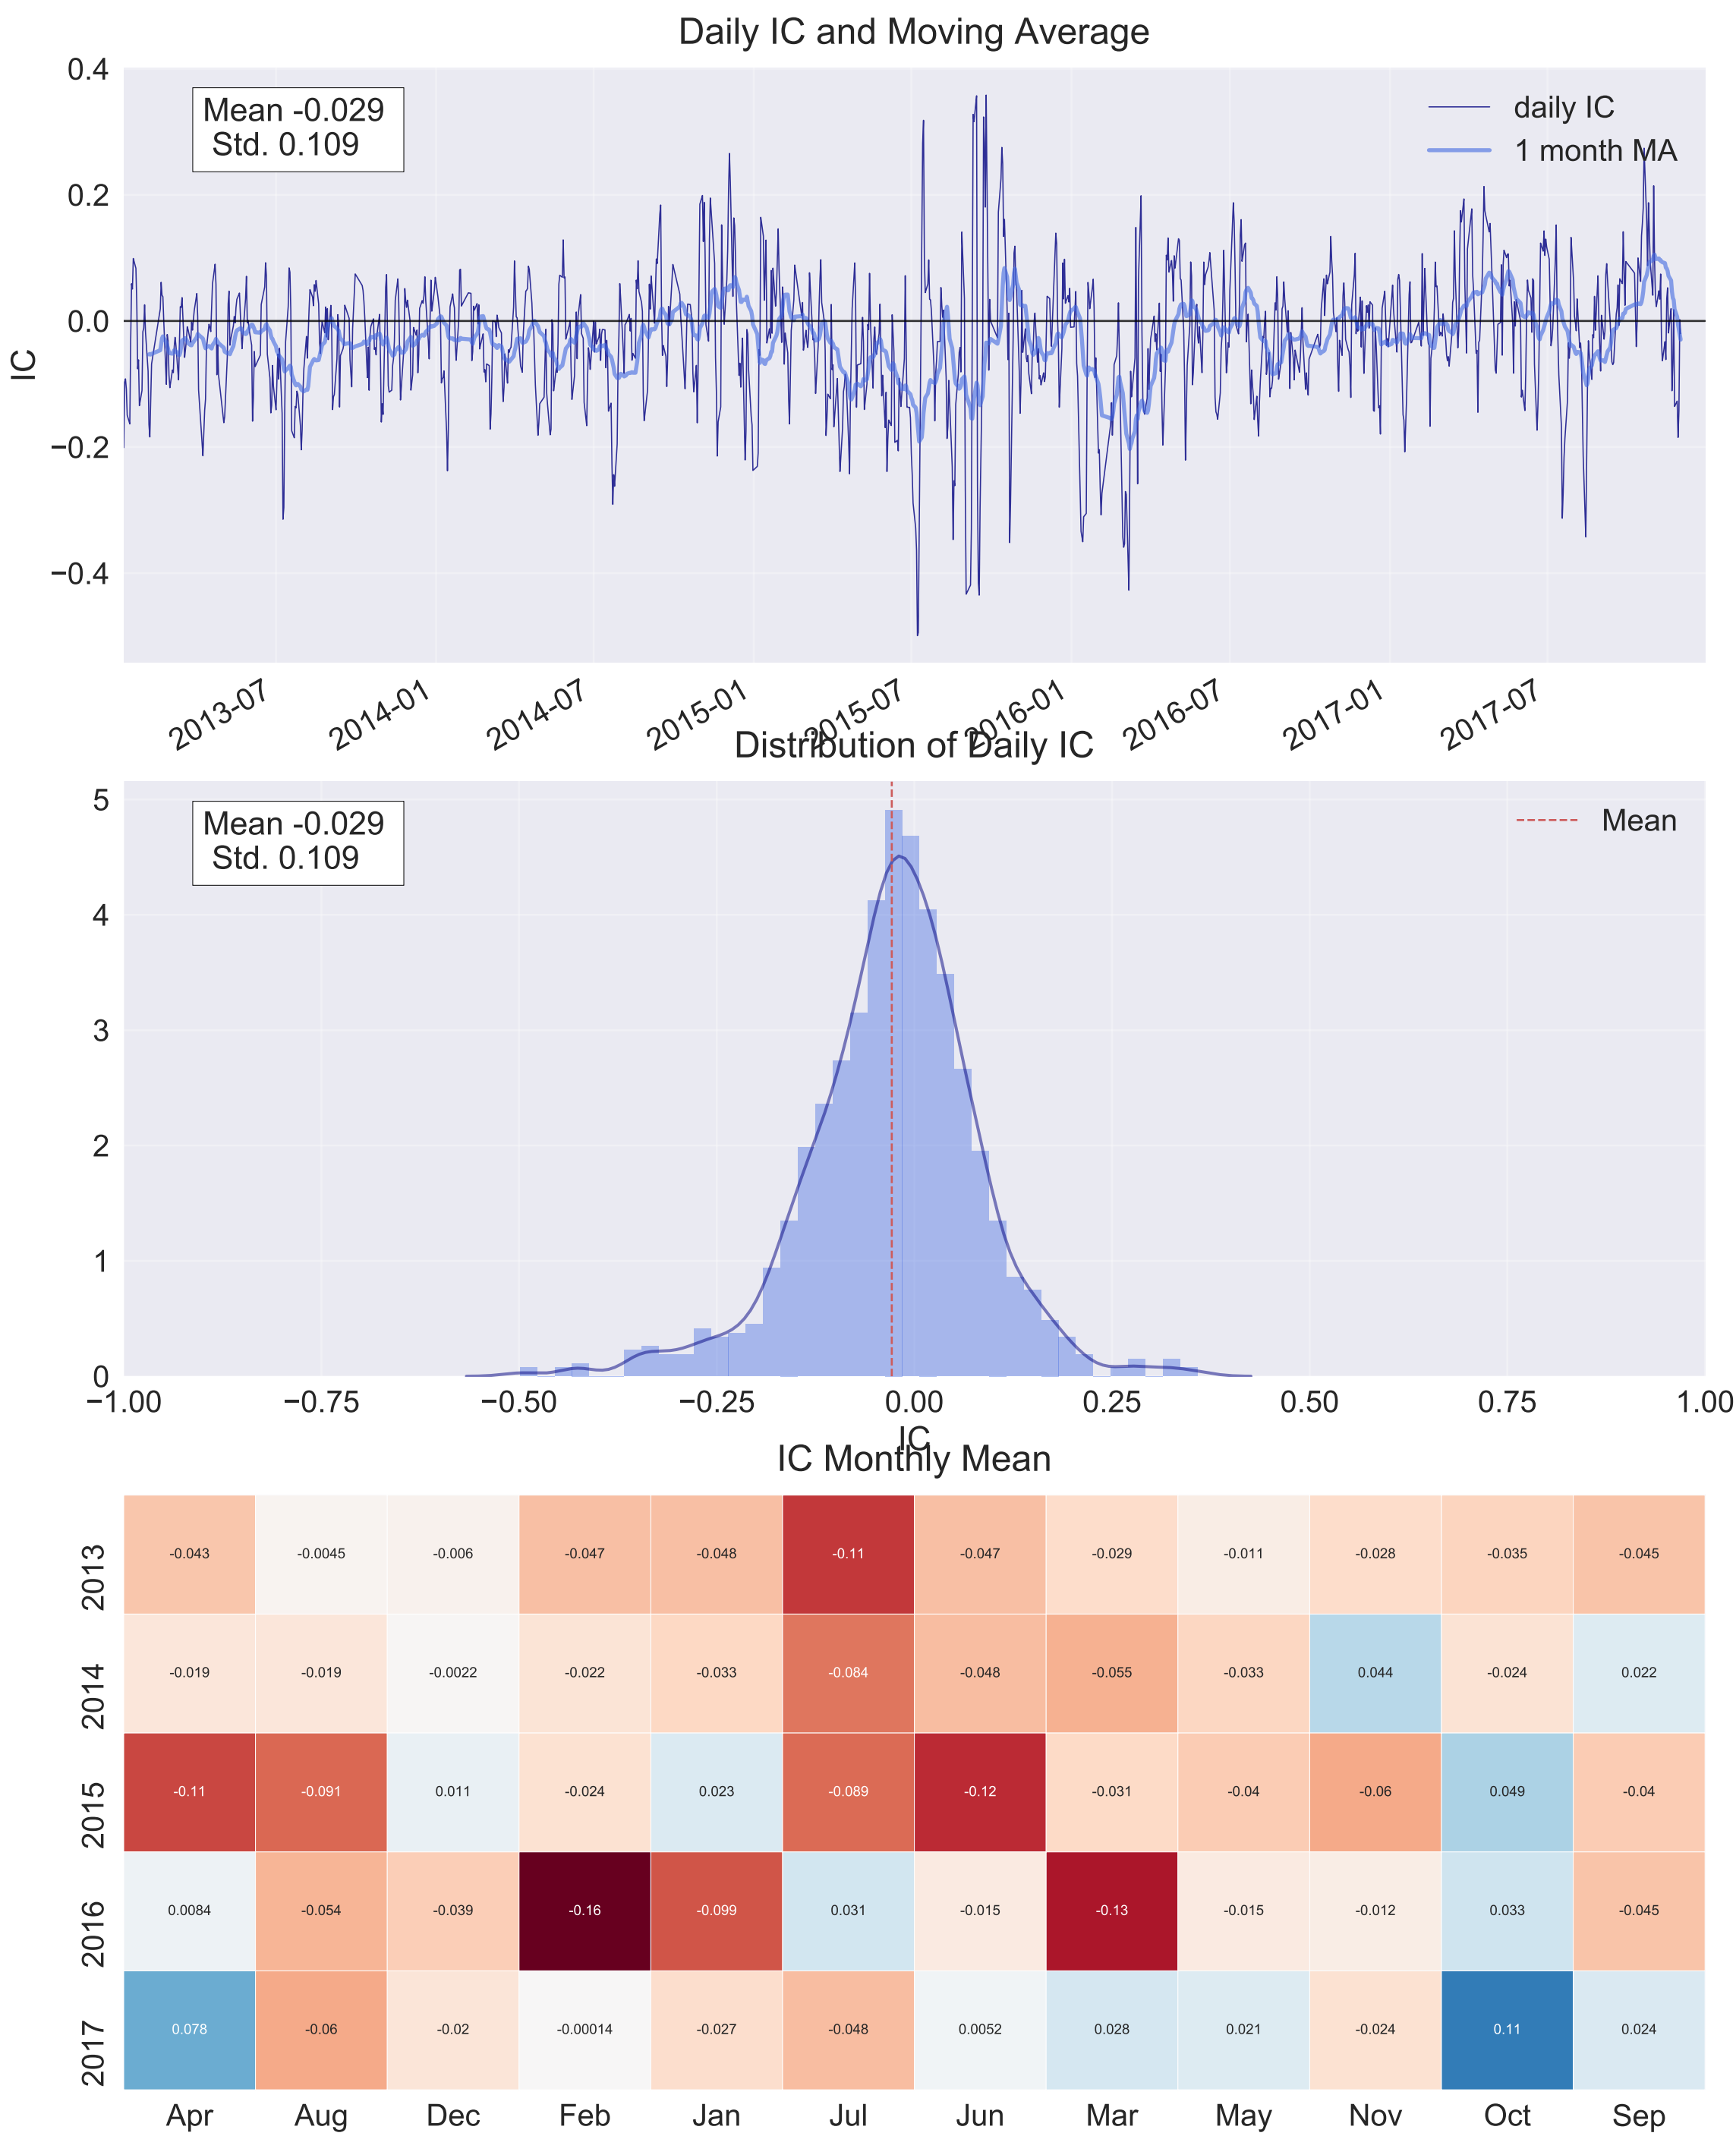 Daily IC and Moving Average
0.4
0.2
0.0
−0.2
−0.4
IC
Mean -0.029
Std. 0.109
daily IC
1 month MA
2013-07 2014-01 2014-07 2015-01 2015-07 2016-01 2016-07 2017-01 2017-07
Distribution of Daily IC
5
4
3
2
1
0
Mean -0.029
Std. 0.109
Mean
−1.00 −0.75 −0.50 −0.25 0.00 0.25 0.50 0.75 1.00
IC
IC Monthly Mean
2013 -0.043 -0.0045 -0.006 -0.047 -0.048 -0.11 -0.047 -0.029 -0.011 -0.028 -0.035 -0.045
2014 -0.019 -0.019 -0.0022 -0.022 -0.033 -0.084 -0.048 -0.055 -0.033 0.044 -0.024 0.022
2015 -0.11 -0.091 0.011 -0.024 0.023 -0.089 -0.12 -0.031 -0.04 -0.06 0.049 -0.04
2016 0.0084 -0.054 -0.039 -0.16 -0.099 0.031 -0.015 -0.13 -0.015 -0.012 0.033 -0.045
2017 0.078 -0.06 -0.02 -0.00014 -0.027 -0.048 0.0052 0.028 0.021 -0.024 0.11 0.024
Apr Aug Dec Feb Jan Jul Jun Mar May Nov Oct Sep